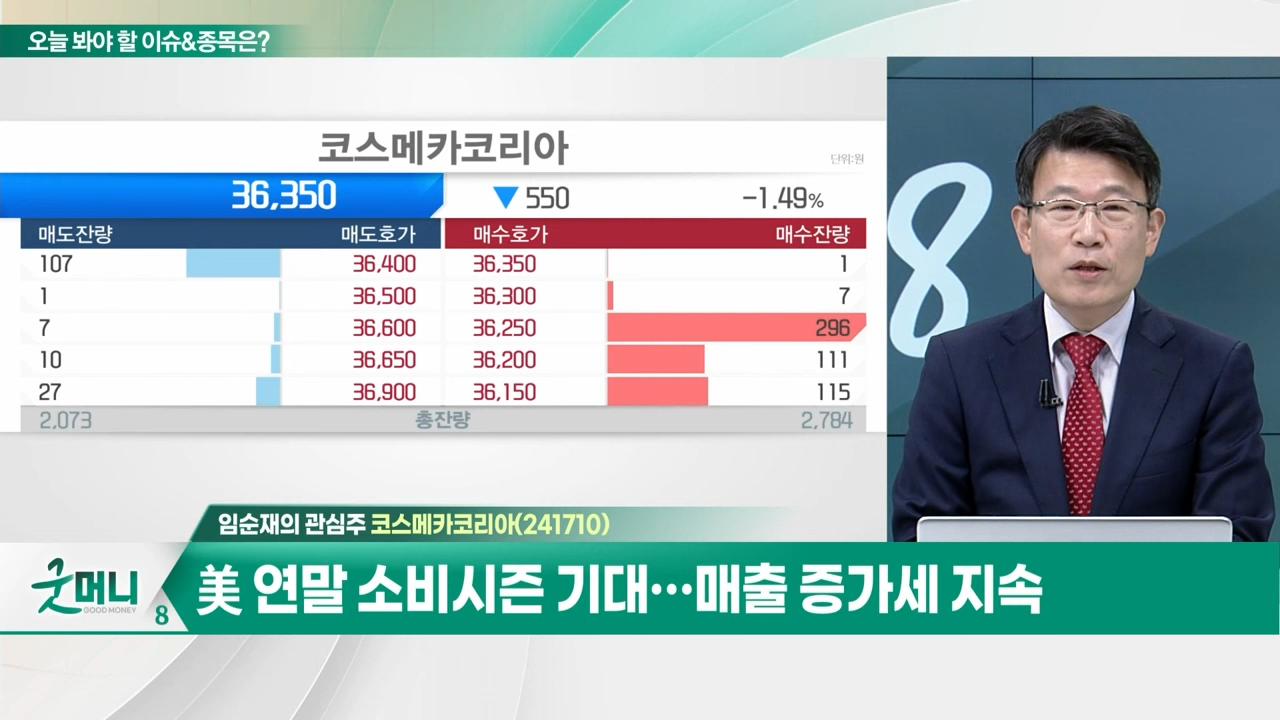 오늘 봐야 할 이슈&종목은?
코스메카코리아
단위:원
36,350 ▼ 550 -1.49%
매도잔량 매도호가 매수호가 매수잔량
107 36,400 36,350 1
1 36,500 36,300 7
7 36,600 36,250 296
10 36,650 36,200 111
27 36,900 36,150 115
2,073 총잔량 2,784
8
임순재의 관심주 코스메카코리아(241710)
美 연말 소비시즌 기대…매출 증가세 지속
굿머니
GOOD MONEY
8